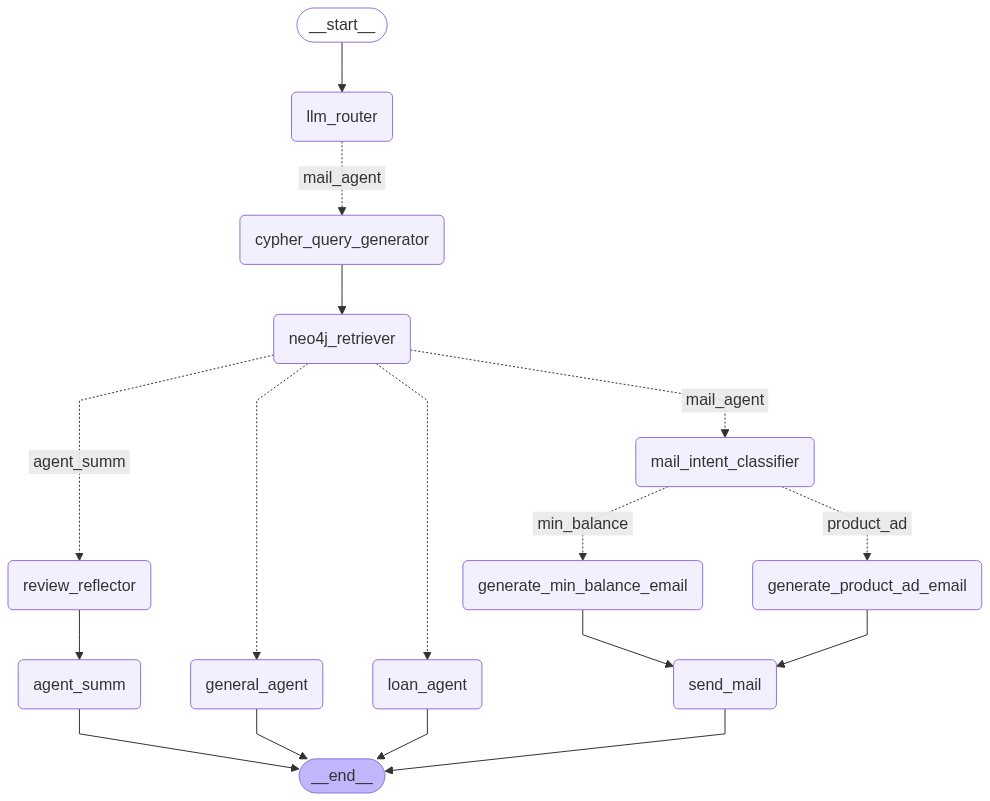 __start__
llm_router
mail_agent
cypher_query_generator
neo4j_retriever
mail_agent
agent_summ
mail_intent_classifier
min_balance
product_ad
review_reflector
generate_min_balance_email
generate_product_ad_email
agent_summ
general_agent
loan_agent
send_mail
__end__